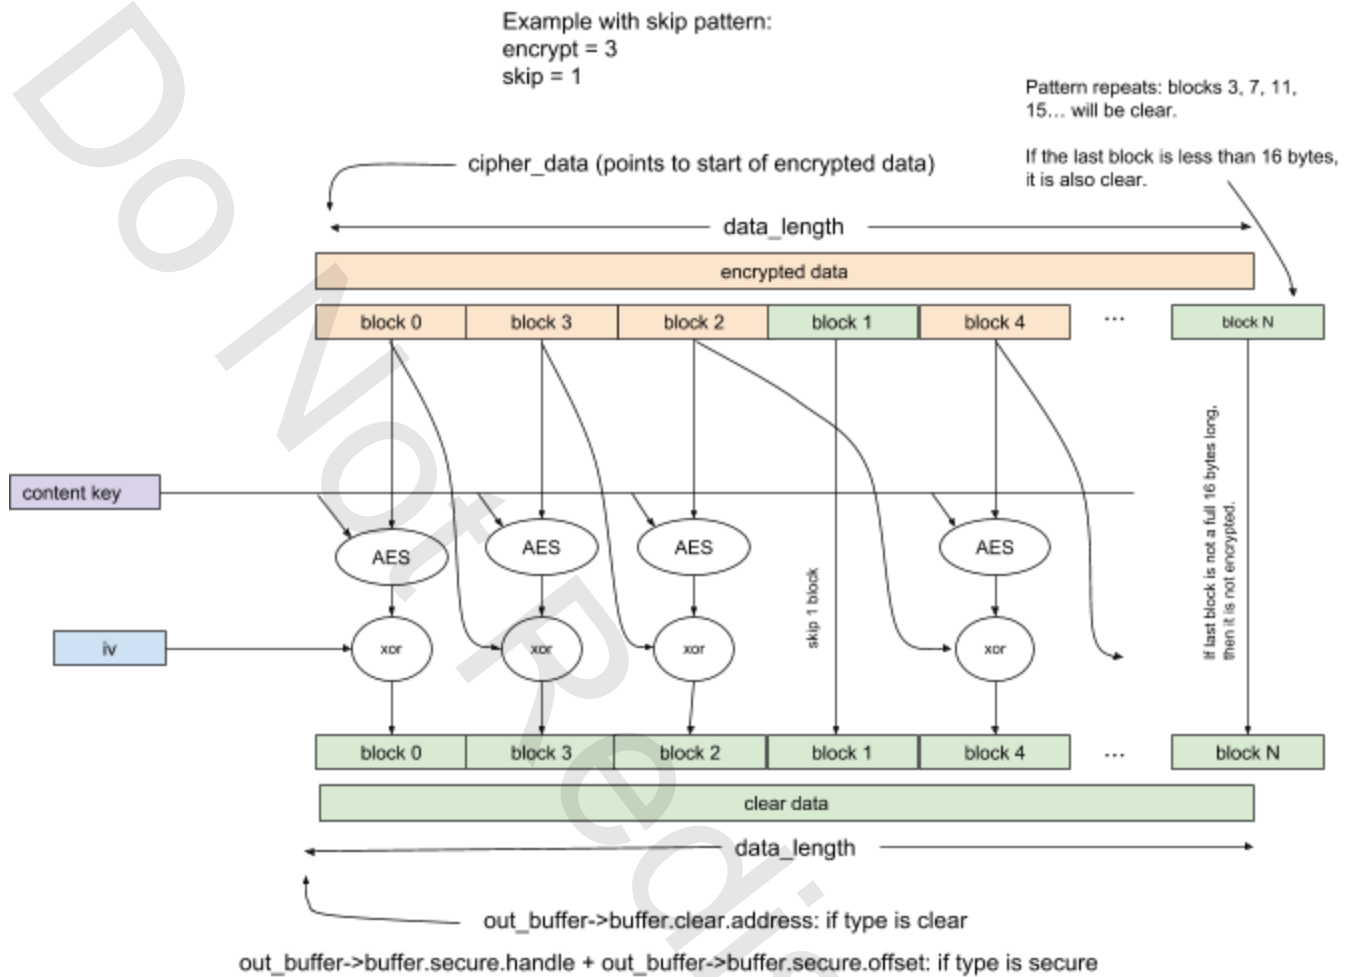 Example with skip pattern:
encrypt = 3
skip = 1
Pattern repeats: blocks 3, 7, 11,
15... will be clear.
If the last block is less than 16 bytes,
it is also clear.
cipher_data (points to start of encrypted data)
data_length
encrypted data
block 0 block 3 block 2 block 1 block 4 ... block N
content key
AES AES AES AES
skip 1 block
If last block is not a full 16 bytes long,
then it is not encrypted.
iv
xor xor xor xor
block 0 block 3 block 2 block 1 block 4 ... block N
clear data
data_length
out_buffer->buffer.clear.address: if type is clear
out_buffer->buffer.secure.handle + out_buffer->buffer.secure.offset: if type is secure
Do Not Redi